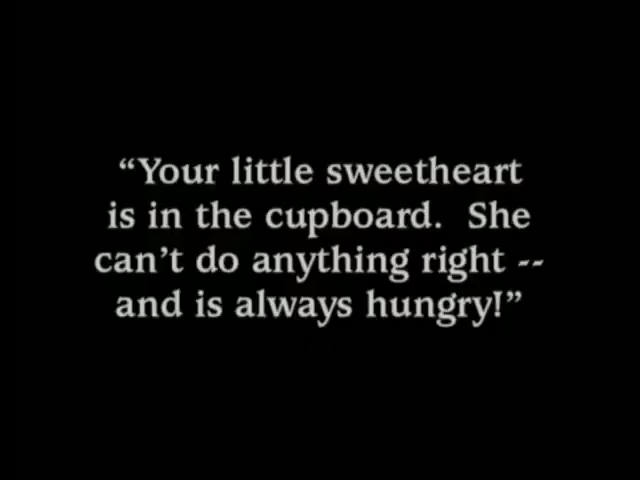 “Your little sweetheart
is in the cupboard.  She
can’t do anything right --
and is always hungry!”